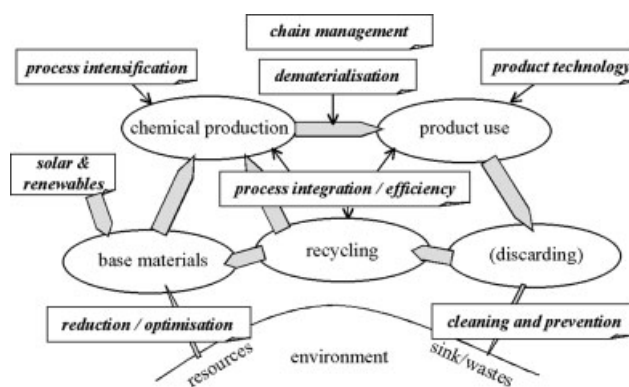 chain management
process intensification
dematerialisation
product technology
chemical production
product use
solar &
renewables
process integration / efficiency
base materials
recycling
(discarding)
reduction / optimisation
cleaning and prevention
resources
environment
sink/wastes